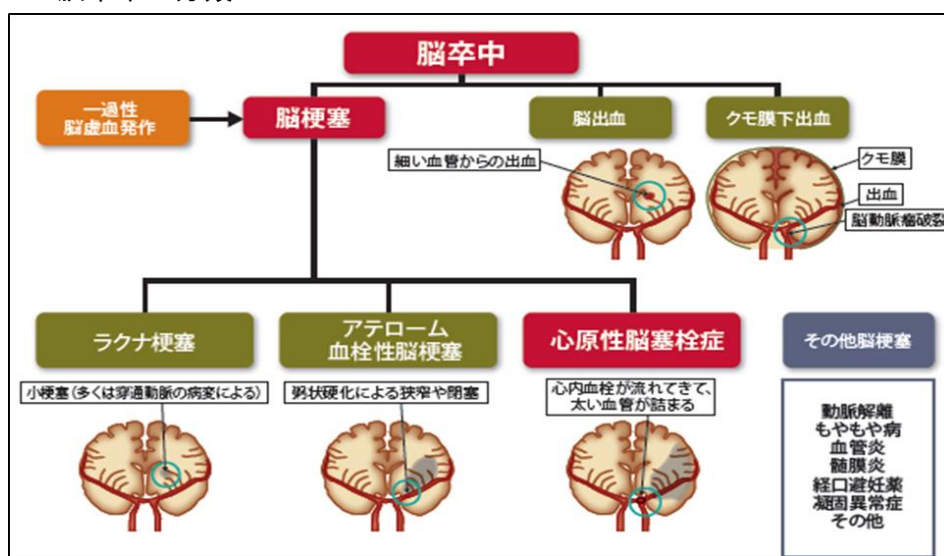 脳卒中
一過性
脳虚血発作
脳梗塞
脳出血
クモ膜下出血
細い血管からの出血
クモ膜
出血
脳動脈瘤破裂
ラクナ梗塞
アテローム
血栓性脳梗塞
心原性脳塞栓症
その他脳梗塞
小梗塞(多くは穿通動脈の病変による)
粥状硬化による狭窄や閉塞
心内血栓が流れてきて、
太い血管が詰まる
動脈解離
もやもや病
血管炎
髄膜炎
経口避妊薬
凝固異常症
その他